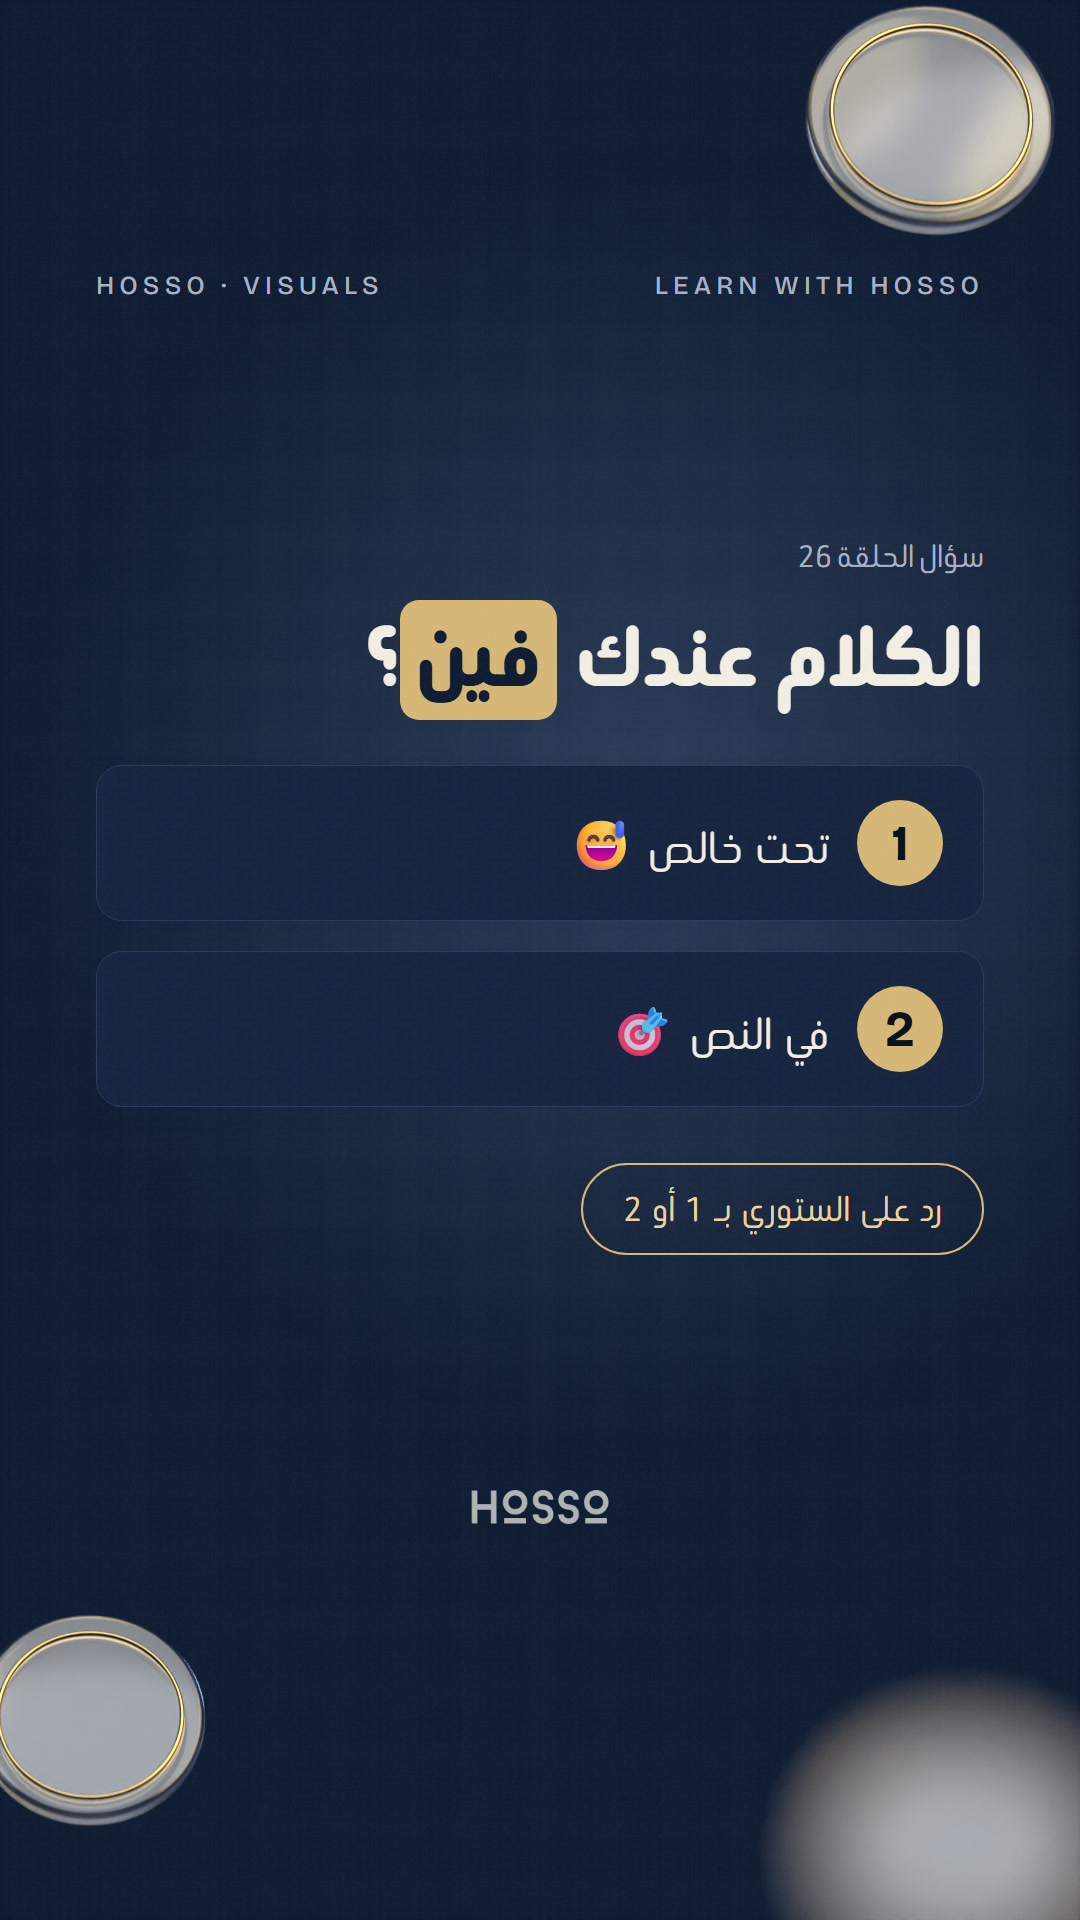 HOSSO · VISUALS
LEARN WITH HOSSO
سؤال الحلقة 26
الكلام عندك فين؟
1 تحت خالص 😅
2 في النص 🎯
رد على الستوري بـ 1 أو 2
HOSSO